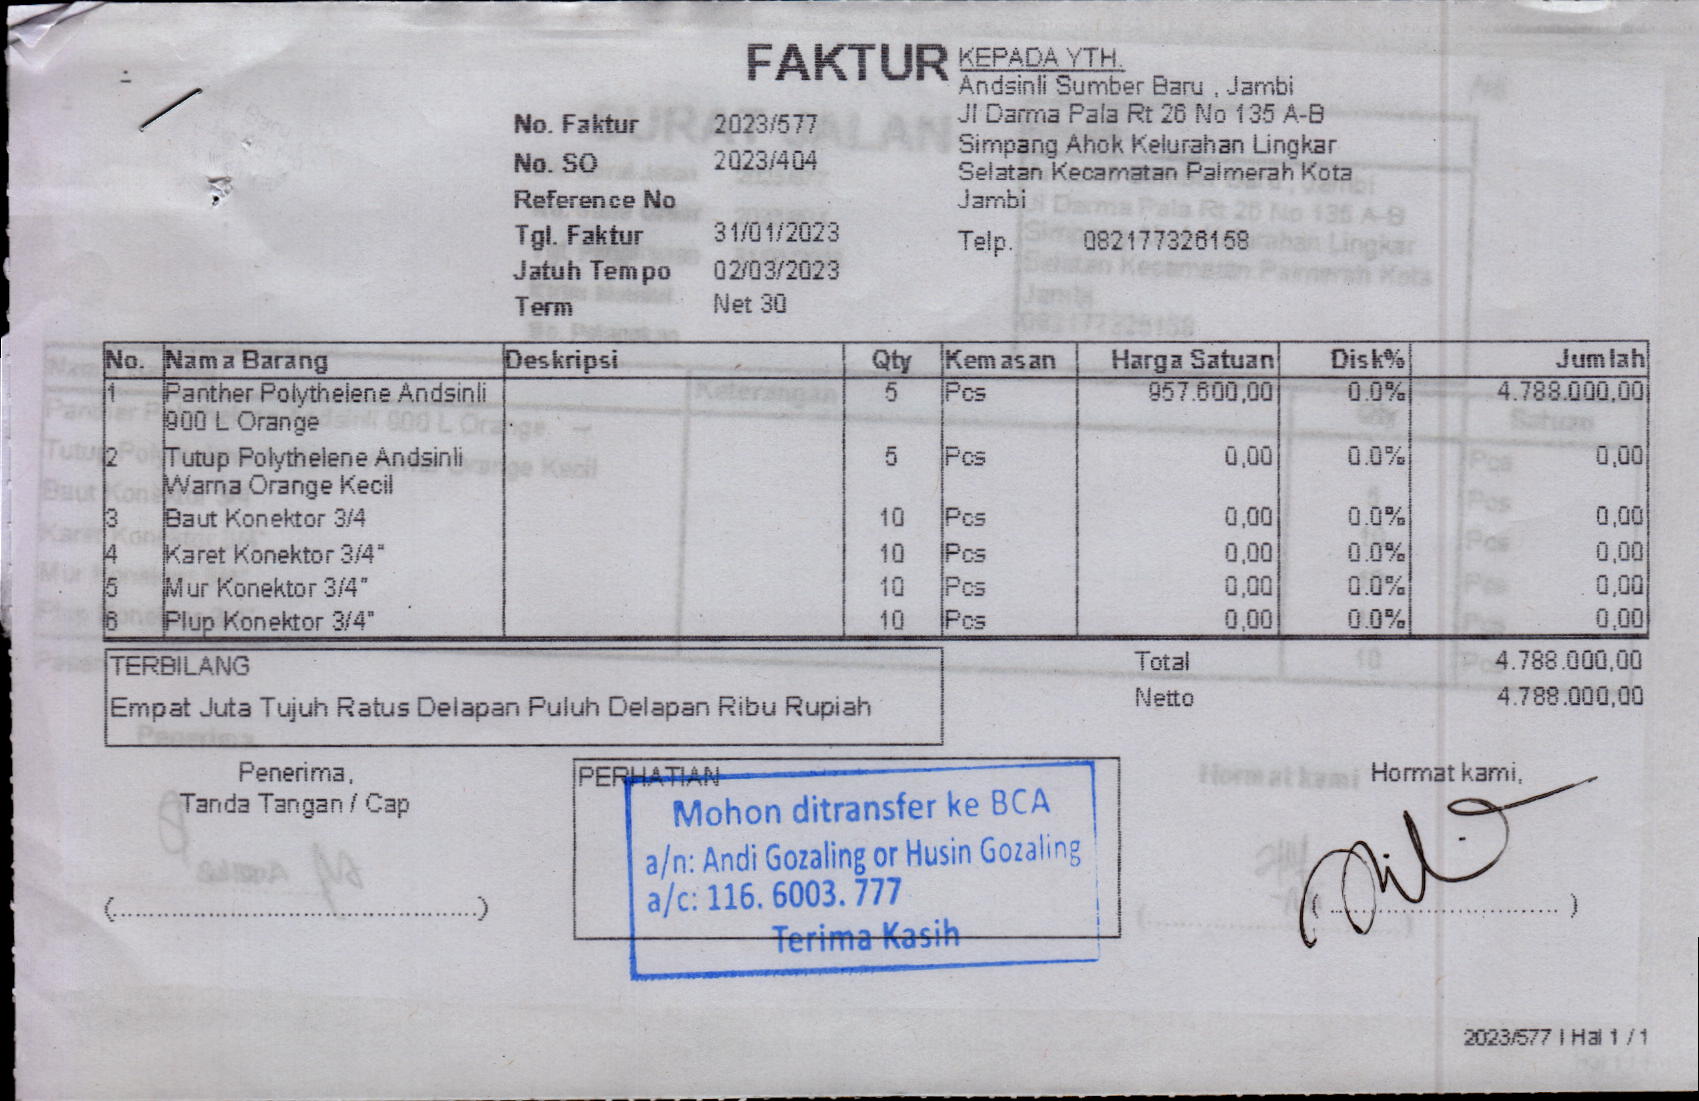 FAKTUR
KEPADA YTH.
Andsinli Sumber Baru , Jambi
Jl Darma Pala Rt 26 No 135 A-B
Simpang Ahok Kelurahan Lingkar
Selatan Kecamatan Palmerah Kota
Jambi
Telp. 082177326158
No. Faktur 2023/577
No. SO 2023/404
Reference No
Tgl. Faktur 31/01/2023
Jatuh Tempo 02/03/2023
Term Net 30
No. Nama Barang Deskripsi Qty Kemasan Harga Satuan Disk% Jumlah
1 Panther Polythelene Andsinli 5 Pcs 957.600,00 0.0% 4.788.000,00
900 L Orange
2 Tutup Polythelene Andsinli 5 Pcs 0,00 0.0% 0,00
Warna Orange Kecil
3 Baut Konektor 3/4 10 Pcs 0,00 0.0% 0,00
4 Karet Konektor 3/4" 10 Pcs 0,00 0.0% 0,00
5 Mur Konektor 3/4" 10 Pcs 0,00 0.0% 0,00
6 Plup Konektor 3/4" 10 Pcs 0,00 0.0% 0,00
TERBILANG
Empat Juta Tujuh Ratus Delapan Puluh Delapan Ribu Rupiah
Total 4.788.000,00
Netto 4.788.000,00
Penerima,
Tanda Tangan / Cap
(..................................................)
PERHATIAN
Mohon ditransfer ke BCA
a/n: Andi Gozaling or Husin Gozaling
a/c: 116. 6003. 777
Terima Kasih
Hormat kami,
(..................................)
2023/577 | Hal 1 / 1